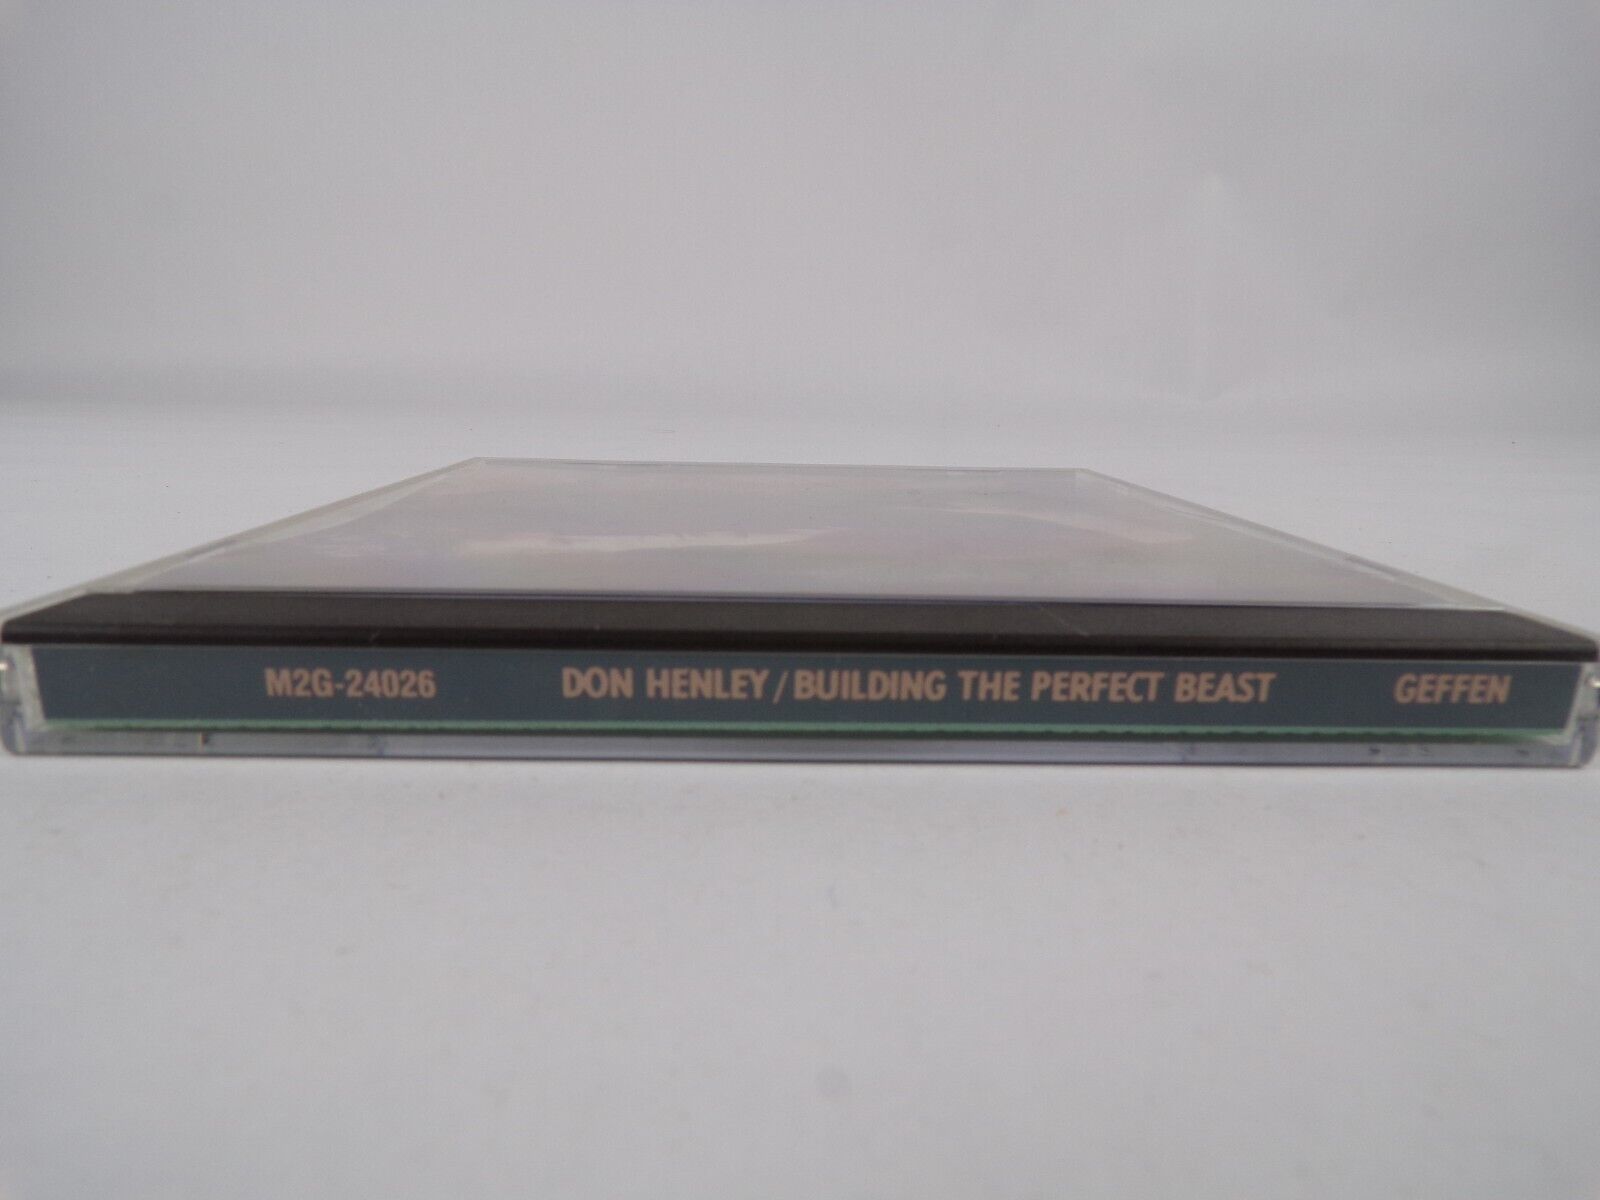 M2G-24026 DON HENLEY/BUILDING THE PERFECT BEAST GEFFEN